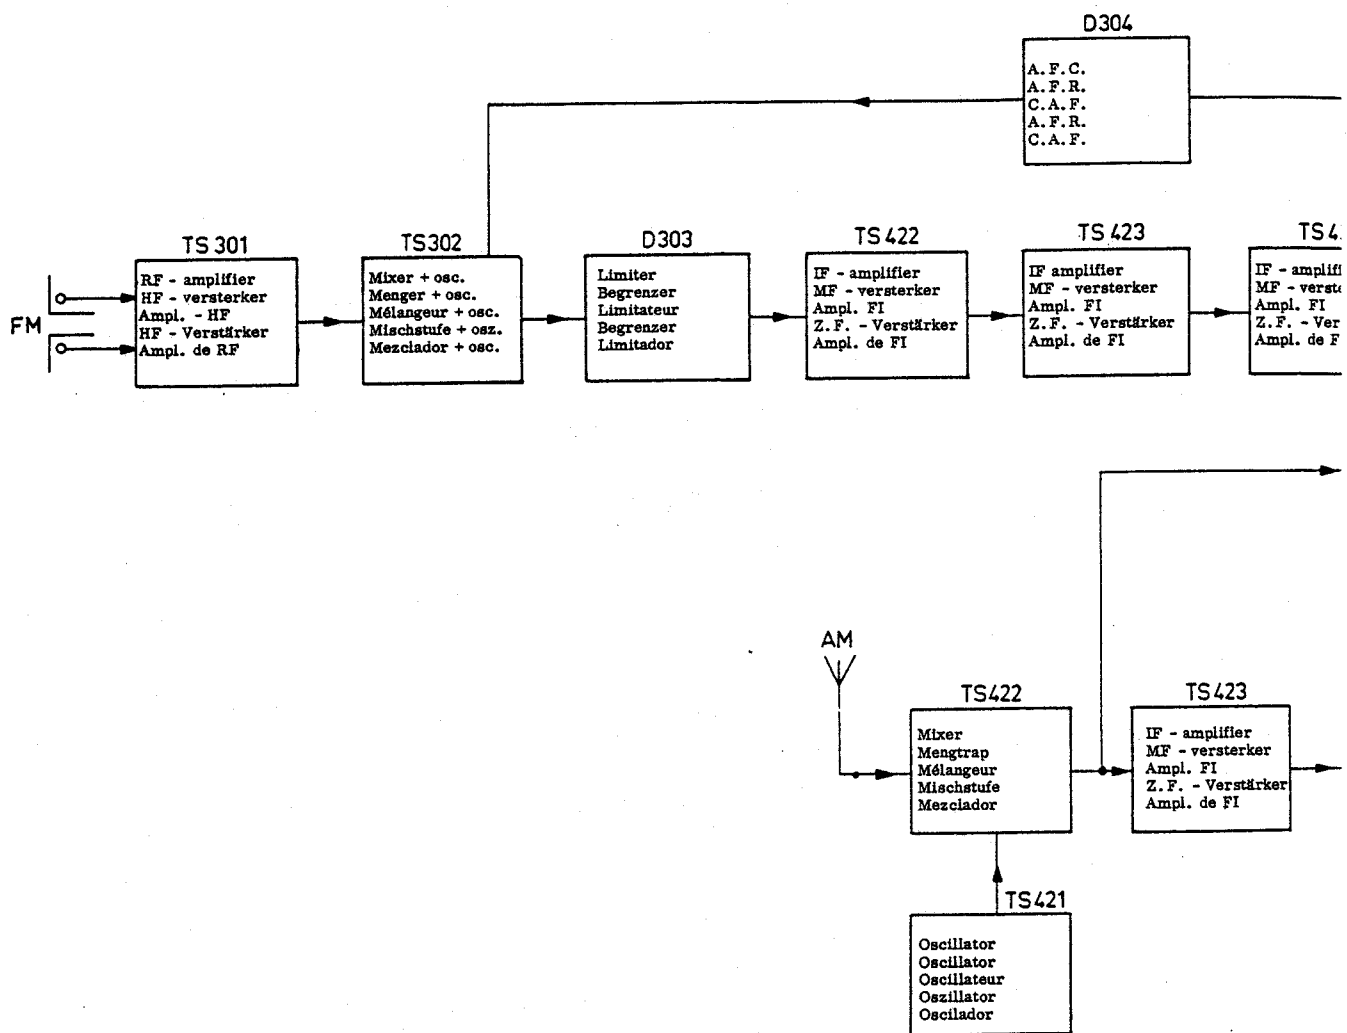 D304
A.F.C.
A.F.R.
C.A.F.
A.F.R.
C.A.F.
TS 301
RF - amplifier
HF - versterker
Ampl. - HF
HF - Verstärker
Ampl. de RF
FM
TS302
Mixer + osc.
Menger + osc.
Mélangeur + osc.
Mischstufe + osz.
Mezclador + osc.
D303
Limiter
Begrenzer
Limitateur
Begrenzer
Limitador
TS 422
IF - amplifier
MF - versterker
Ampl. FI
Z.F. - Verstärker
Ampl. de FI
TS 423
IF amplifier
MF - versterker
Ampl. FI
Z.F. - Verstärker
Ampl. de FI
IF -
MF -
Ampl. FI
Z.F. -
Ampl. de
AM
TS422
Mixer
Mengtrap
Mélangeur
Mischstufe
Mezclador
TS423
IF - amplifier
MF - versterker
Ampl. FI
Z.F. - Verstärker
Ampl. de FI
TS421
Oscillator
Oscillator
Oscillateur
Oszillator
Oscilador